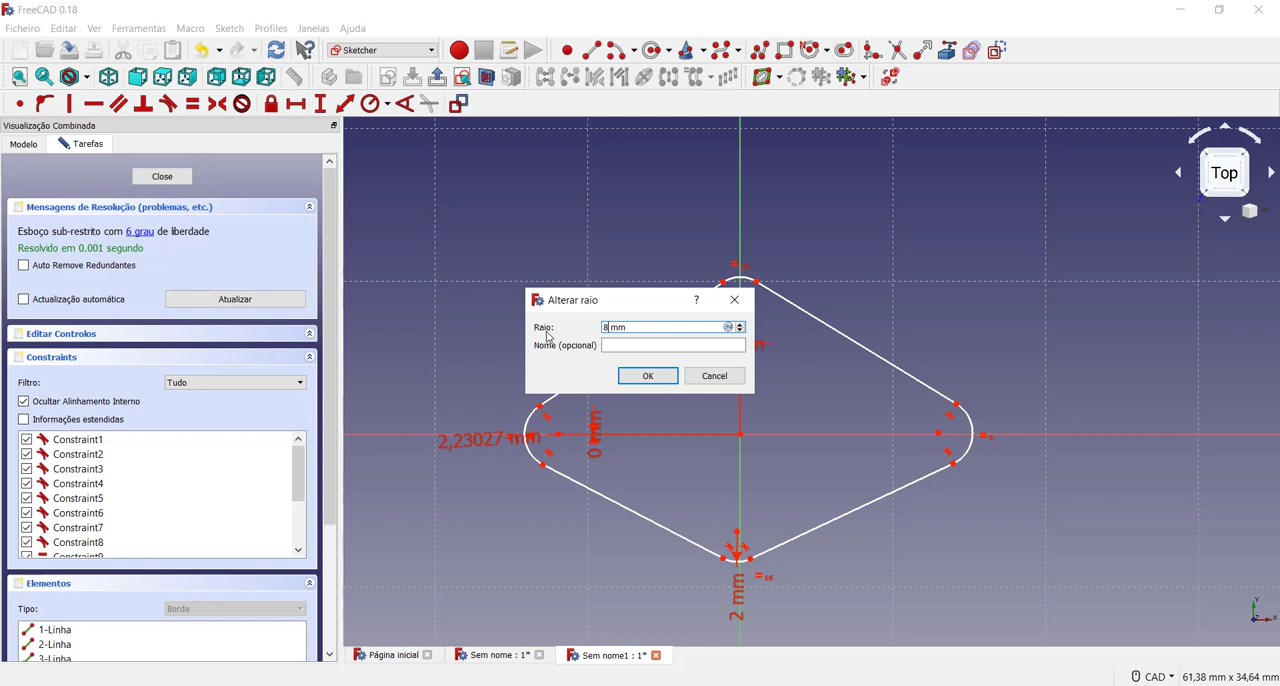 FreeCAD 0.18
Ficheiro Editar Ver Ferramentas Macro Sketch Profiles Janelas Ajuda
Sketcher
Visualização Combinada
Modelo Tarefas
Close
Mensagens de Resolução (problemas, etc.)
Esboço sub-restrito com 6 grau de liberdade
Resolvido em 0.001 segundo
Auto Remove Redundantes
Actualização automática Atualizar
Editar Controlos
Constraints
Filtro: Tudo
Ocultar Alinhamento Interno
Informações estendidas
Constraint1
Constraint2
Constraint3
Constraint4
Constraint5
Constraint6
Constraint7
Constraint8
Constraint9
Elementos
Tipo: Borda
1-Linha
2-Linha
3-Linha
Top
Alterar raio ?
Raio: 8 mm
Nome (opcional)
OK Cancel
2,23027 mm
2 mm
Y
X
Página inicial Sem nome : 1* Sem nome1 : 1*
CAD 61,38 mm x 34,64 mm